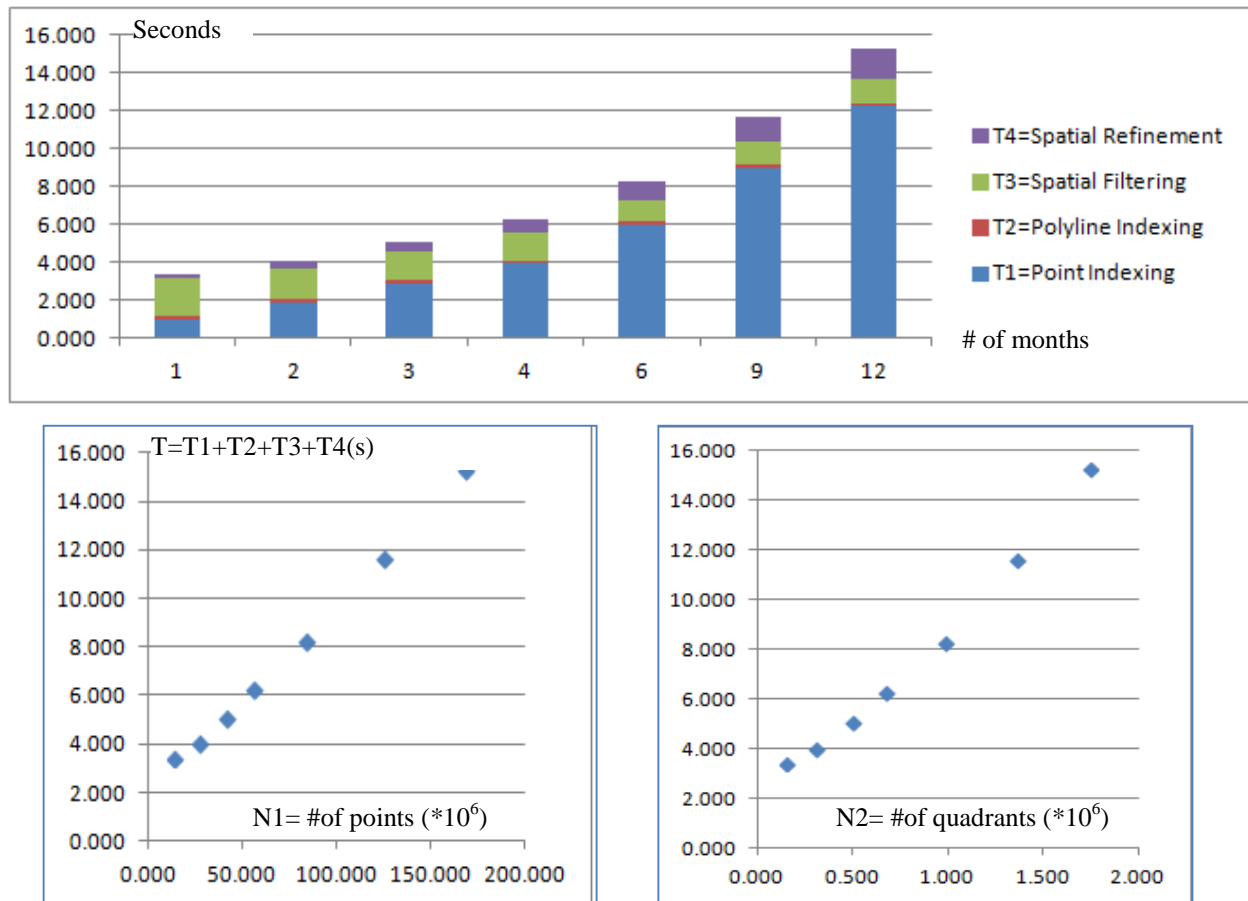 Seconds
16.000
14.000
12.000
10.000
8.000
6.000
4.000
2.000
0.000
1 2 3 4 6 9 12
# of months
T4=Spatial Refinement
T3=Spatial Filtering
T2=Polyline Indexing
T1=Point Indexing
T=T1+T2+T3+T4(s)
16.000
14.000
12.000
10.000
8.000
6.000
4.000
2.000
0.000
N1= #of points (*10⁶)
0.000 50.000 100.000 150.000 200.000
16.000
14.000
12.000
10.000
8.000
6.000
4.000
2.000
0.000
N2= #of quadrants (*10⁶)
0.000 0.500 1.000 1.500 2.000